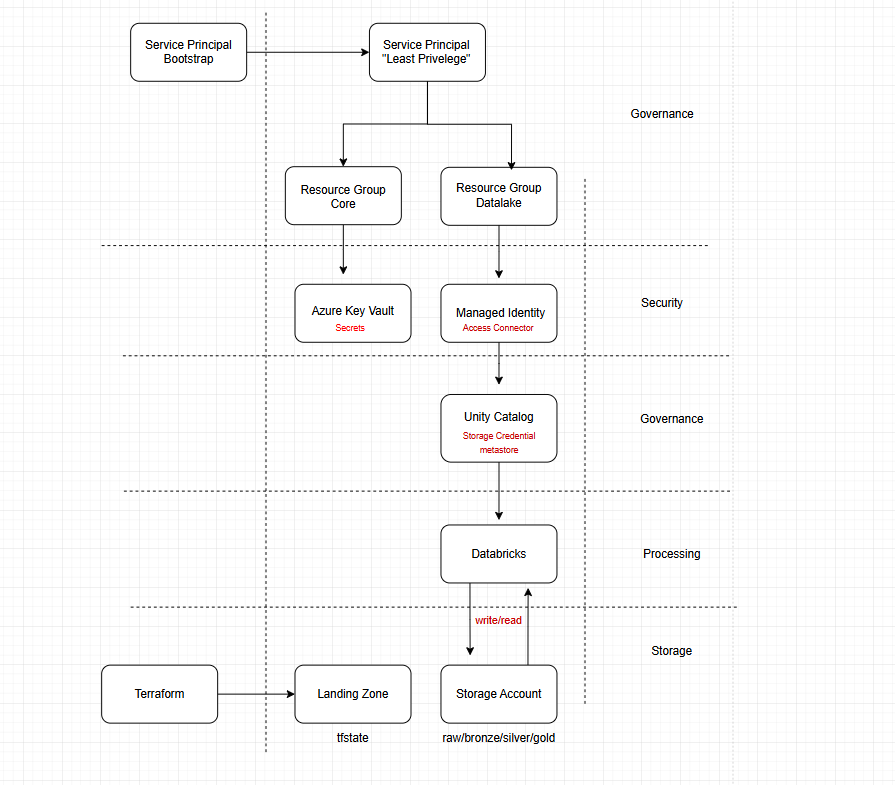 Service Principal
Bootstrap
Service Principal
"Least Privelege"
Governance
Resource Group
Core
Resource Group
Datalake
Azure Key Vault
Secrets
Managed Identity
Access Connector
Security
Unity Catalog
Storage Credential
metastore
Governance
Databricks
Processing
write/read
Storage
Terraform
Landing Zone
Storage Account
tfstate
raw/bronze/silver/gold